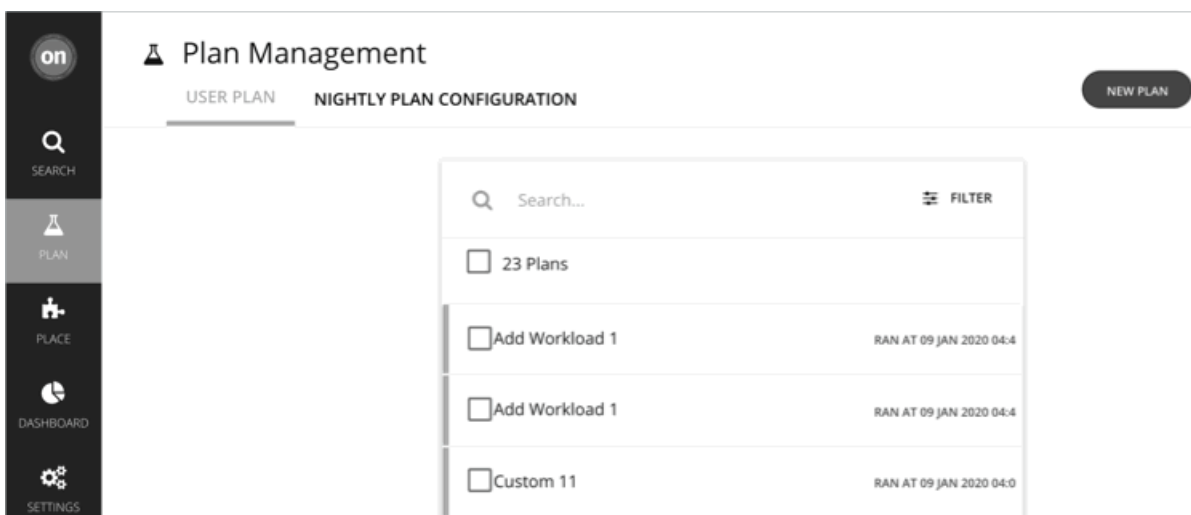 on
Plan Management
USER PLAN NIGHTLY PLAN CONFIGURATION
NEW PLAN
SEARCH
PLAN
PLACE
DASHBOARD
SETTINGS
Search...
FILTER
23 Plans
Add Workload 1 RAN AT 09 JAN 2020 04:4
Add Workload 1 RAN AT 09 JAN 2020 04:4
Custom 11 RAN AT 09 JAN 2020 04:0